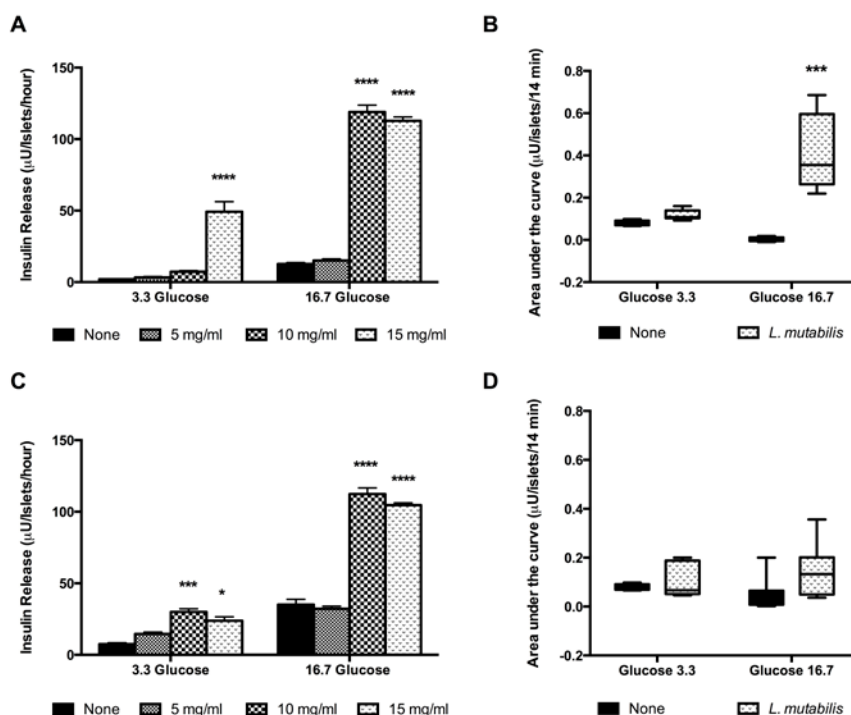 A
Insulin Release (µU/Islets/hour)
150
100
50
0
****
****
****
3.3 Glucose
16.7 Glucose
None
5 mg/ml
10 mg/ml
15 mg/ml
B
Area under the curve (µU/islets/14 min)
0.8
0.6
0.4
0.2
0.0
-0.2
***
Glucose 3.3
Glucose 16.7
None
L. mutabilis
C
Insulin Release (µU/Islets/hour)
150
100
50
0
***
*
****
****
3.3 Glucose
16.7 Glucose
None
5 mg/ml
10 mg/ml
15 mg/ml
D
Area under the curve (µU/islets/14 min)
0.8
0.6
0.4
0.2
0.0
-0.2
Glucose 3.3
Glucose 16.7
None
L. mutabilis